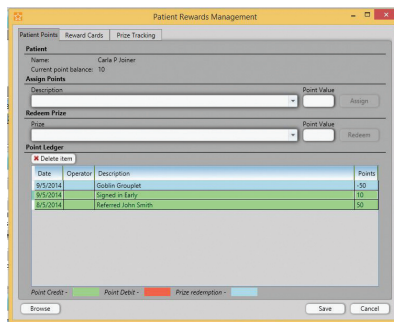 Patient Rewards Management
Patient Points Reward Cards Prize Tracking
Patient
Name: Carla P Joiner
Current point balance: 10
Assign Points
Description Point Value
Assign
Redeem Prize
Prize Point Value
Redeem
Point Ledger
Delete item
Date Operator Description Points
9/5/2014 Goblin Grouplet -50
9/5/2014 Signed in Early 10
8/5/2014 Referred John Smith 50
Point Credit - Point Debit - Prize redemption -
Browse Save Cancel